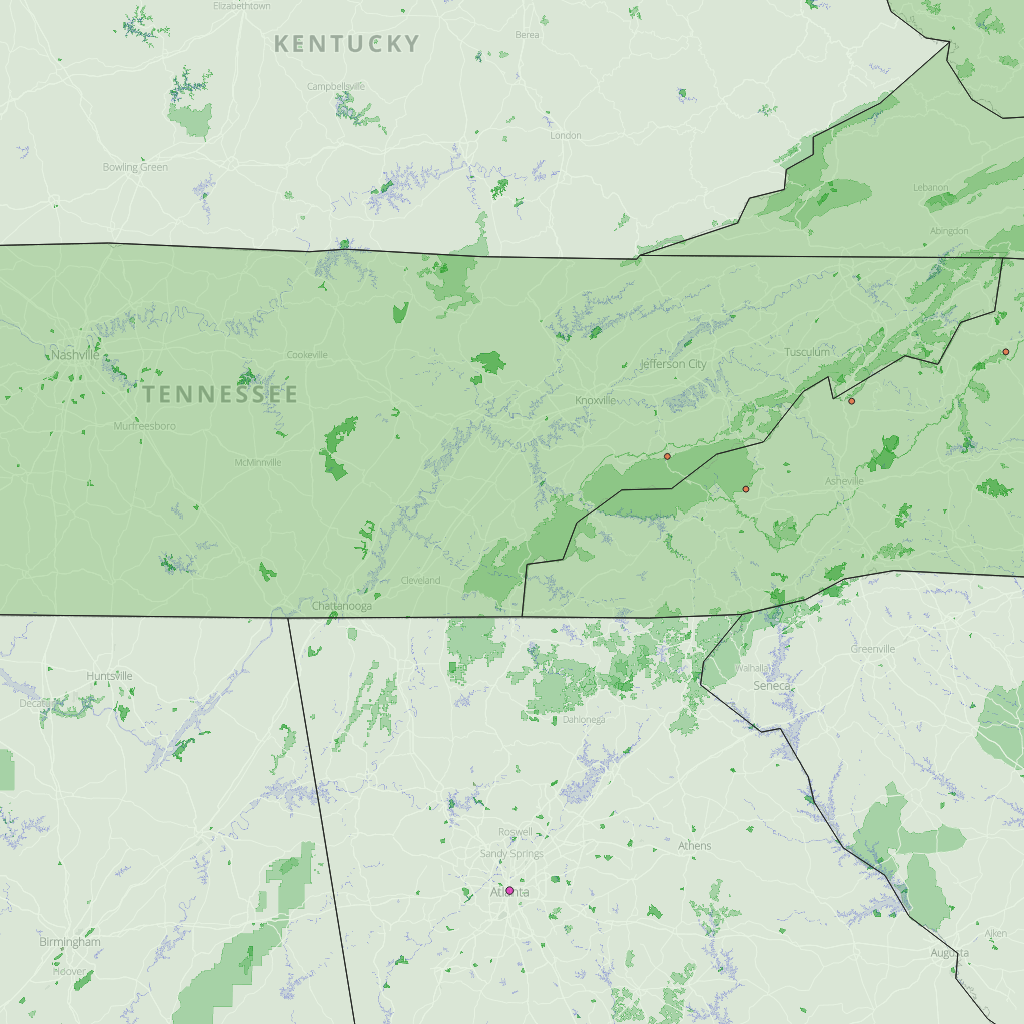 Elizabethtown
KENTUCKY
Berea
Campbellsville
London
Bowling Green
Lebanon
Abingdon
Nashville
Cookeville
Tusculum
Jefferson City
TENNESSEE
Knoxville
Murfreesboro
McMinnville
Asheville
Cleveland
Chattanooga
Greenville
Walhalla
Huntsville
Seneca
Decatur
Dahlonega
Roswell
Athens
Sandy Springs
Atlanta
Birmingham
Aiken
Hoover
Augusta